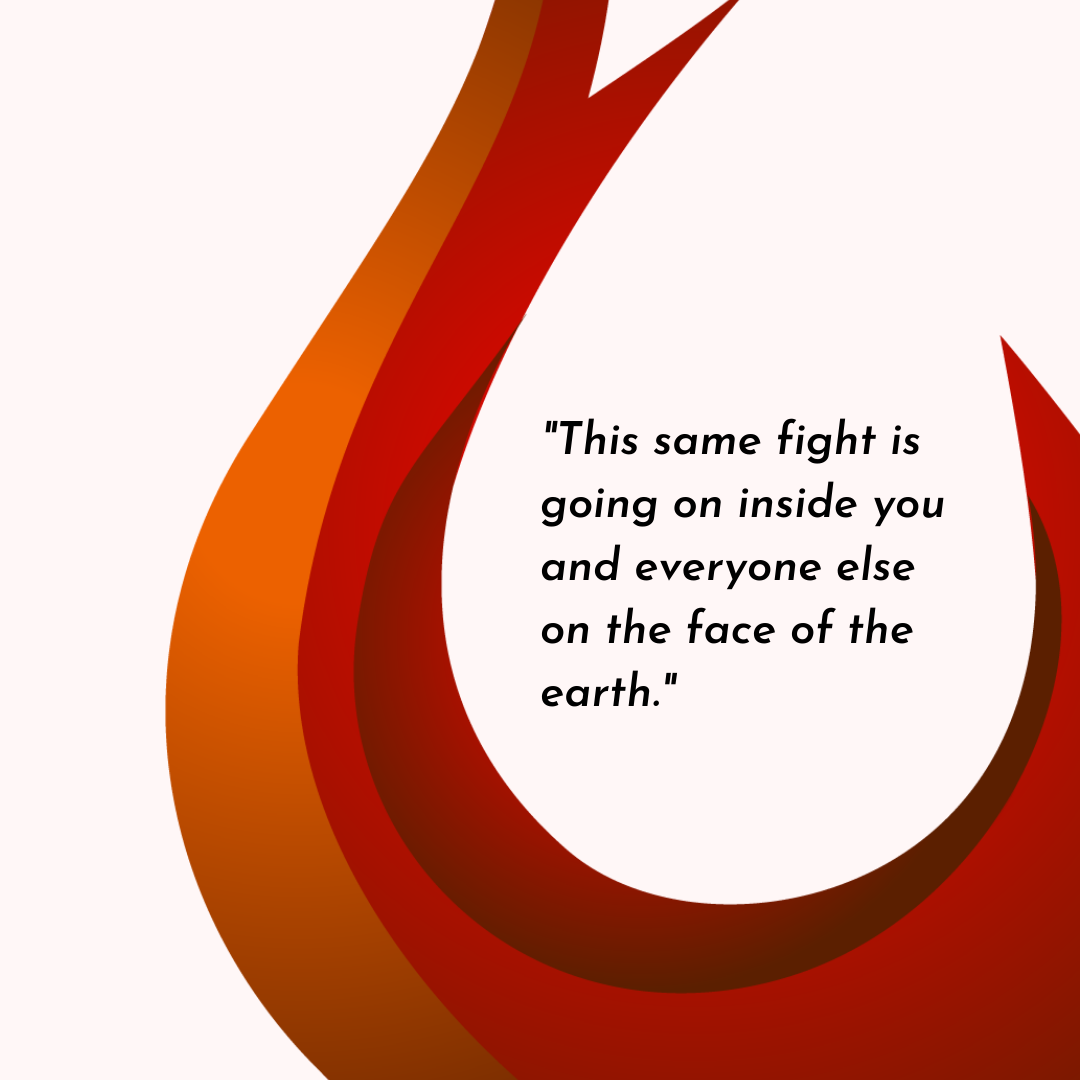 "This same fight is
going on inside you
and everyone else
on the face of the
earth."